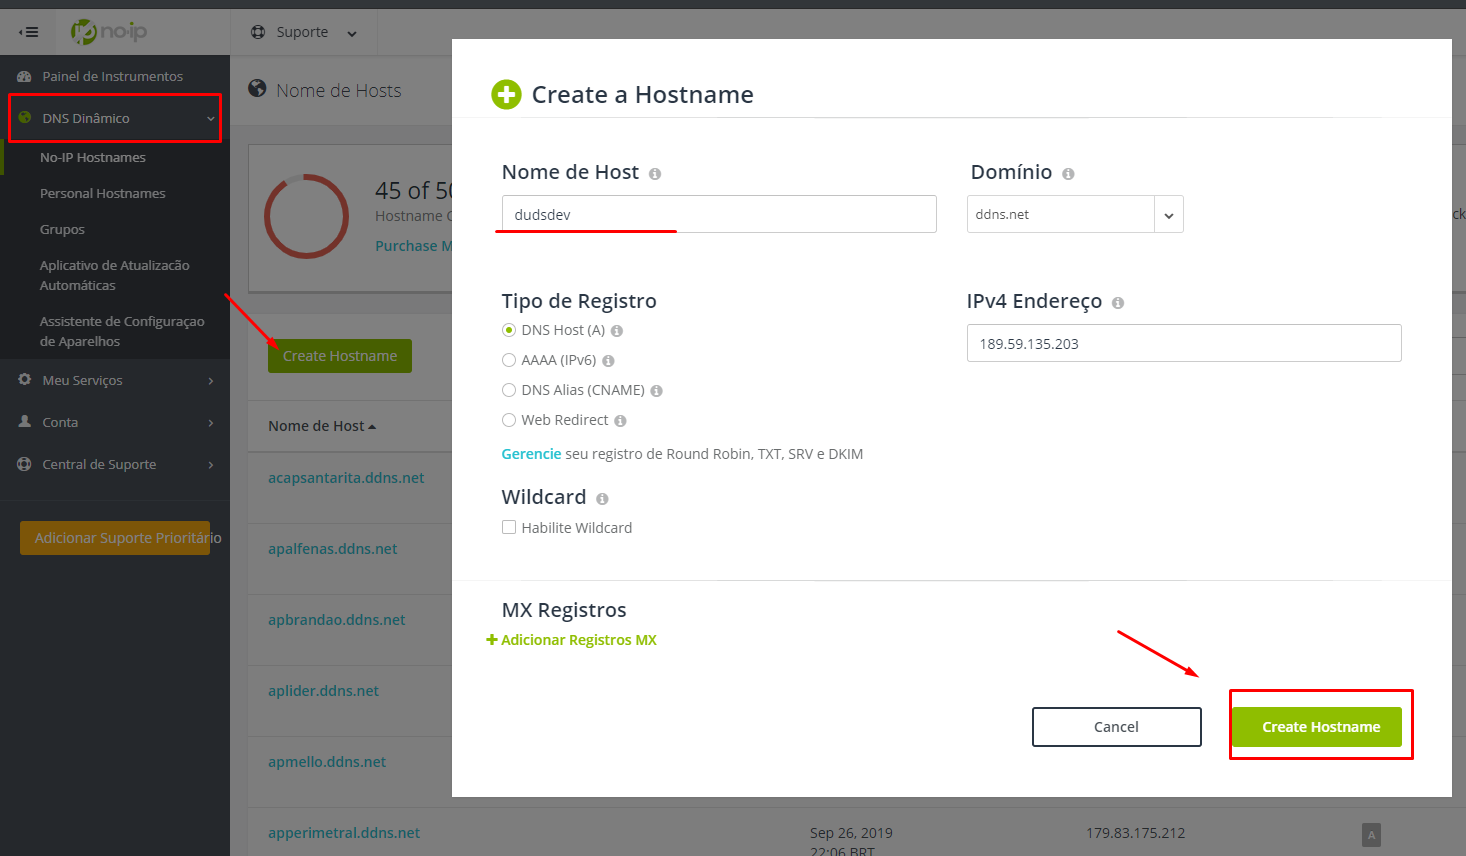 no-ip
Suporte
Painel de Instrumentos
DNS Dinâmico
No-IP Hostnames
Personal Hostnames
Grupos
Aplicativo de Atualizacão
Automáticas
Assistente de Configuraçao
de Aparelhos
Meu Serviços
Conta
Central de Suporte
Adicionar Suporte Prioritário
Nome de Hosts
45 of 50
Hostname C
Purchase M
ck
Create Hostname
Nome de Host
acapsantarita.ddns.net
apalfenas.ddns.net
apbrandao.ddns.net
aplider.ddns.net
apmello.ddns.net
apperimetral.ddns.net
Sep 26, 2019
22:06 BRT
179.83.175.212
A
Create a Hostname
Nome de Host
dudsdev
Domínio
ddns.net
Tipo de Registro
DNS Host (A)
AAAA (IPv6)
DNS Alias (CNAME)
Web Redirect
Gerencie seu registro de Round Robin, TXT, SRV e DKIM
IPv4 Endereço
189.59.135.203
Wildcard
Habilite Wildcard
MX Registros
Adicionar Registros MX
Cancel
Create Hostname